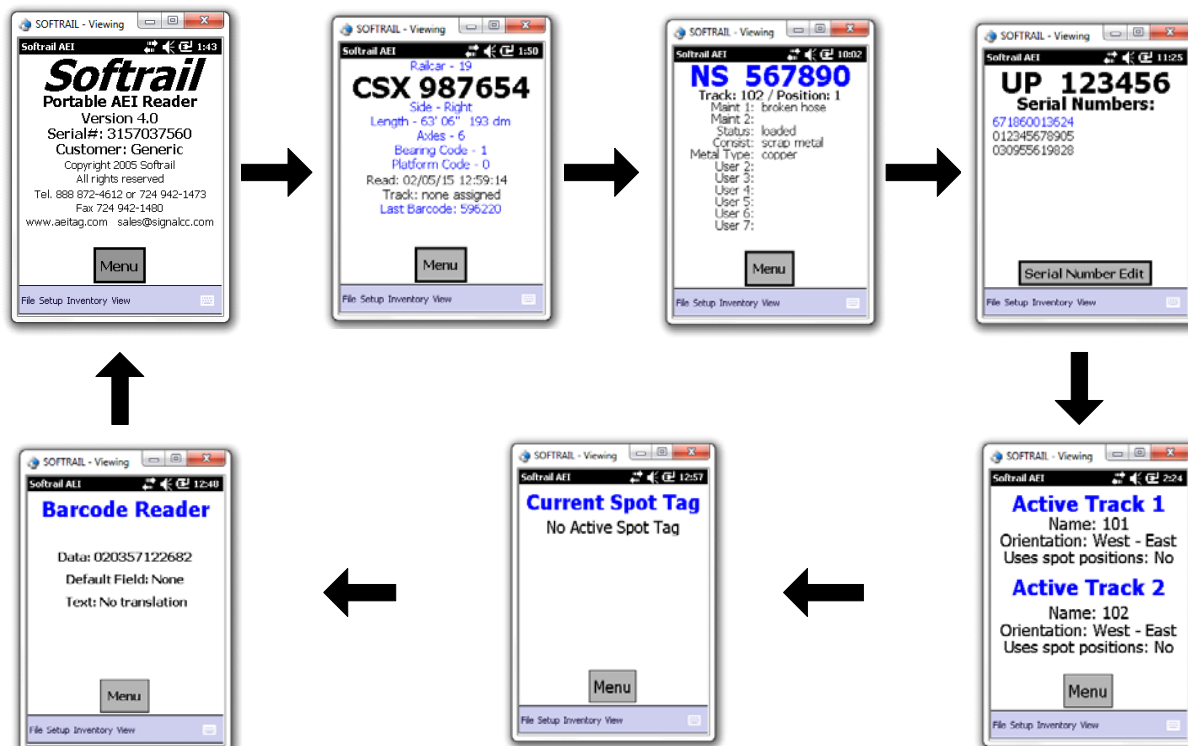 SOFTRAIL - Viewing
Softrail AEI 1:43
Softrail
Portable AEI Reader
Version 4.0
Serial#: 3157037560
Customer: Generic
Copyright 2005 Softrail
All rights reserved
Tel. 888 872-4612 or 724 942-1473
Fax 724 942-1480
www.aeitag.com sales@signalcc.com
Menu
File Setup Inventory View
SOFTRAIL - Viewing
Softrail AEI 1:50
Railcar - 19
CSX 987654
Side - Right
Length - 63' 06" 193 dm
Axles - 6
Bearing Code - 1
Platform Code - 0
Read: 02/05/15 12:59:14
Track: none assigned
Last Barcode: 596220
Menu
File Setup Inventory View
SOFTRAIL - Viewing
Softrail AEI 10:02
NS 567890
Track: 102 / Position: 1
Maint 1: broken hose
Maint 2:
Status: loaded
Consist: scrap metal
Metal Type: copper
User 2:
User 3:
User 4:
User 5:
User 6:
User 7:
Menu
File Setup Inventory View
SOFTRAIL - Viewing
Softrail AEI 11:25
UP 123456
Serial Numbers:
671860013624
012345678905
030955619828
Serial Number Edit
File Setup Inventory View
SOFTRAIL - Viewing
Softrail AEI 12:48
Barcode Reader
Data: 020357122682
Default Field: None
Text: No translation
Menu
File Setup Inventory View
SOFTRAIL - Viewing
Softrail AEI 12:57
Current Spot Tag
No Active Spot Tag
Menu
File Setup Inventory View
SOFTRAIL - Viewing
Softrail AEI 2:24
Active Track 1
Name: 101
Orientation: West - East
Uses spot positions: No
Active Track 2
Name: 102
Orientation: West - East
Uses spot positions: No
Menu
File Setup Inventory View